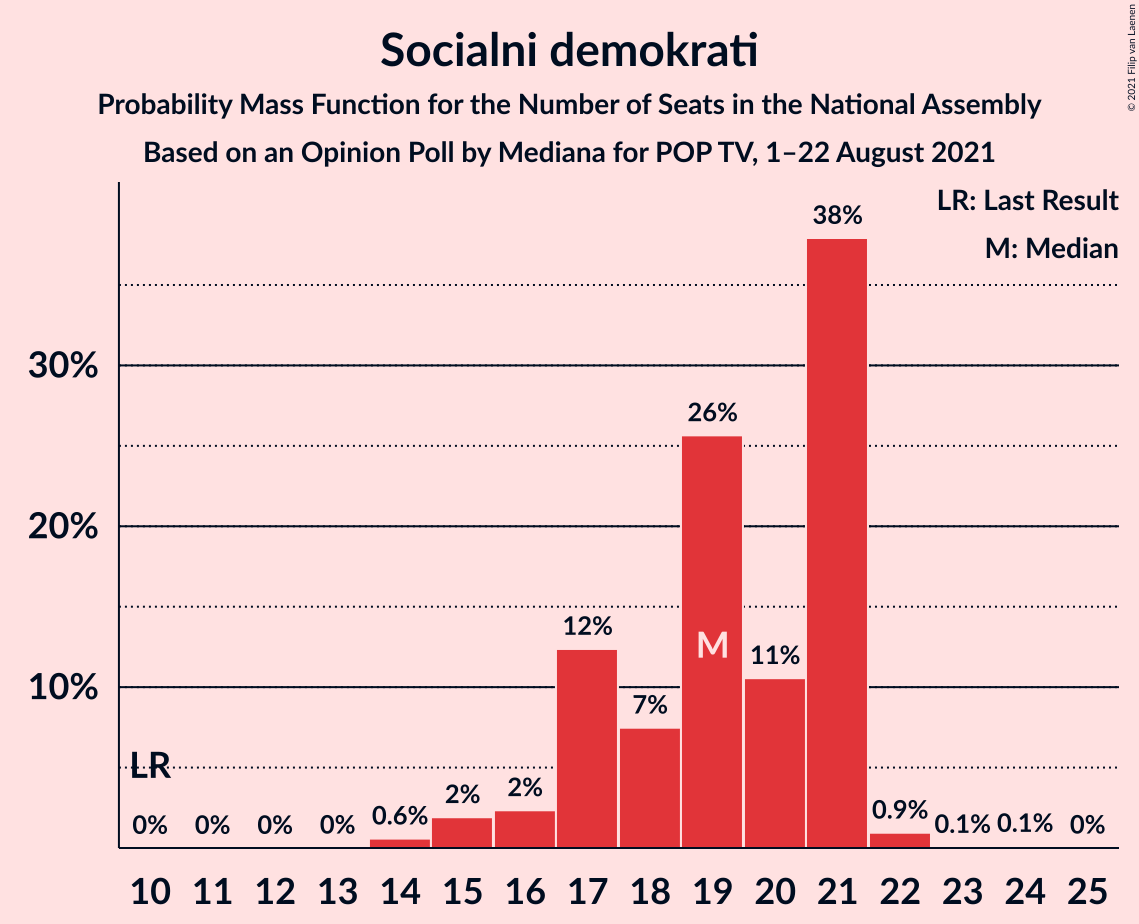 Socialni demokrati
Probability Mass Function for the Number of Seats in the National Assembly
Based on an Opinion Poll by Mediana for POP TV, 1–22 August 2021
© 2021 Filip van Laenen
LR: Last Result
M: Median
38%
30%
26%
20%
12%
M
11%
10%
7%
LR
2%
2%
0.6%
0.9%
0% 0% 0% 0% 0.1% 0.1% 0%
10 11 12 13 14 15 16 17 18 19 20 21 22 23 24 25